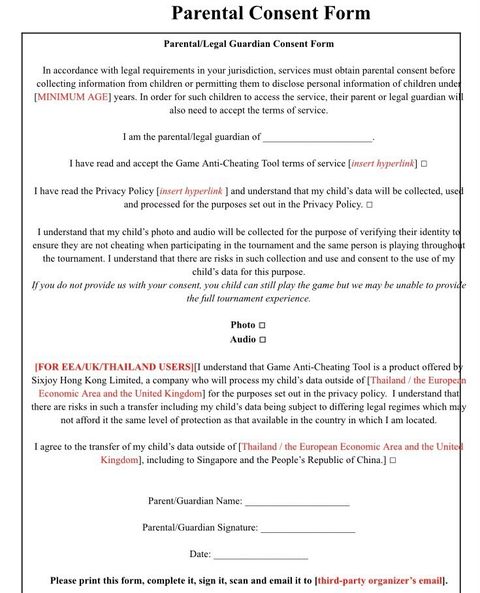 Parental Consent Form
Parental/Legal Guardian Consent Form
In accordance with legal requirements in your jurisdiction, services must obtain parental consent before
collecting information from children or permitting them to disclose personal information of children under
[MINIMUM AGE] years. In order for such children to access the service, their parent or legal guardian will
also need to accept the terms of service.
I am the parental/legal guardian of ______________________.
I have read and accept the Game Anti-Cheating Tool terms of service [insert hyperlink] ☐
I have read the Privacy Policy [insert hyperlink ] and understand that my child’s data will be collected, used
and processed for the purposes set out in the Privacy Policy. ☐
I understand that my child’s photo and audio will be collected for the purpose of verifying their identity to
ensure they are not cheating when participating in the tournament and the same person is playing throughout
the tournament. I understand that there are risks in such collection and use and consent to the use of my
child’s data for this purpose.
If you do not provide us with your consent, you can still play the game but we may be unable to provide
the full tournament experience.
Photo ☐
Audio ☐
[FOR EEA/UK/THAILAND USERS][I understand that Game Anti-Cheating Tool is a product offered by
Sixjoy Hong Kong Limited, a company who will process my child’s data outside of [Thailand / the European
Economic Area and the United Kingdom] for the purposes set out in the privacy policy. I understand that
there are risks in such a transfer including my child’s data being subject to differing legal regimes which may
not afford it the same level of protection as that available in the country in which I am located.
I agree to the transfer of my child’s data outside of [Thailand / the European Economic Area and the United
Kingdom], including to Singapore and the People’s Republic of China.] ☐
Parent/Guardian Name: _____________________
Parental/Guardian Signature: ___________________
Date: ___________________
Please print this form, complete it, sign it, scan and email it to [third-party organizer’s email].